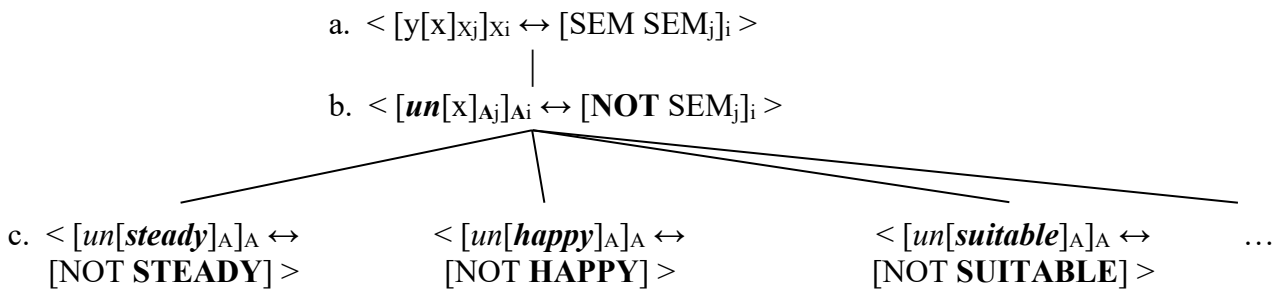 a. < [y[x]Xj]Xi ↔ [SEM SEMj]i >
b. < [un[x]Aj]Ai ↔ [NOT SEMj]i >
c. < [un[steady]A]A ↔ < [un[happy]A]A ↔ < [un[suitable]A]A ↔ …
[NOT STEADY] > [NOT HAPPY] > [NOT SUITABLE] >